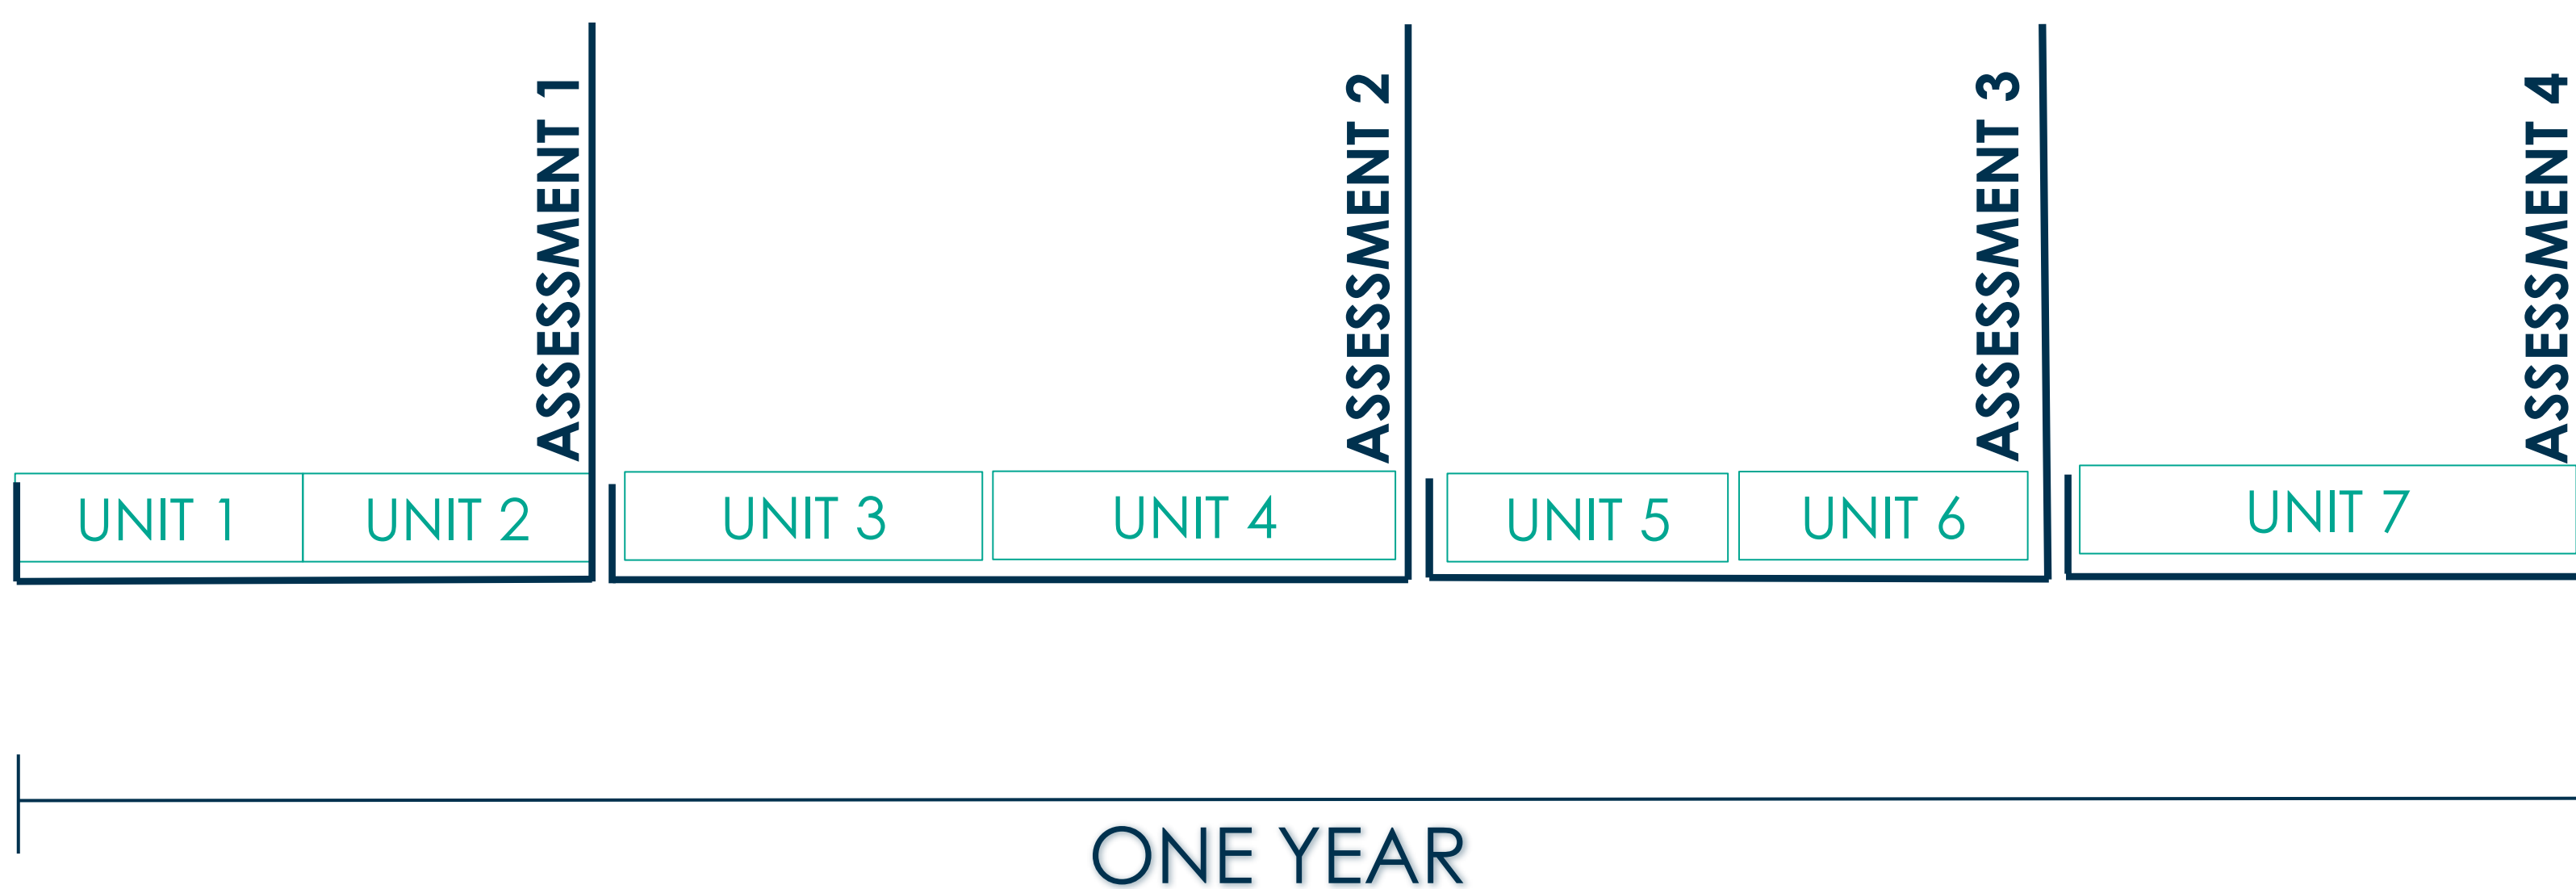 ASSESSMENT 1
ASSESSMENT 2
ASSESSMENT 3
ASSESSMENT 4
UNIT 1
UNIT 2
UNIT 3
UNIT 4
UNIT 5
UNIT 6
UNIT 7
ONE YEAR